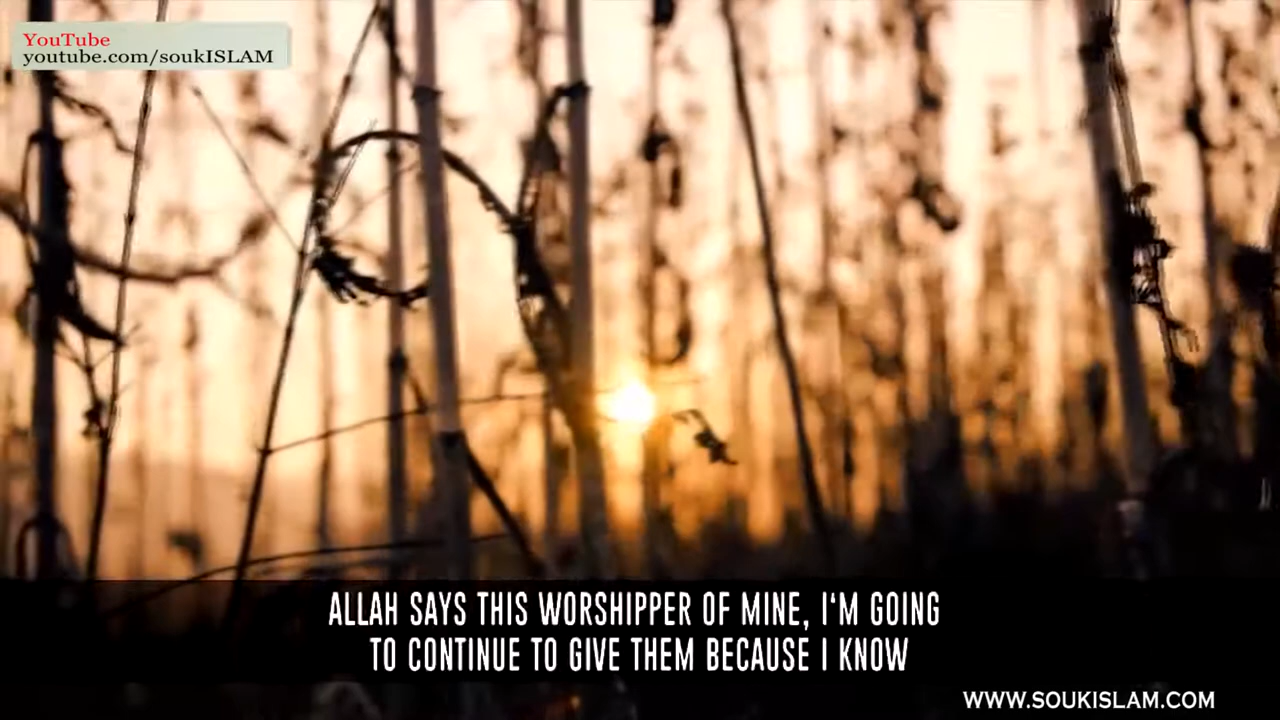 YouTube
youtube.com/soukISLAM
ALLAH SAYS THIS WORSHIPPER OF MINE, I'M GOING
TO CONTINUE TO GIVE THEM BECAUSE I KNOW
WWW.SOUKISLAM.COM